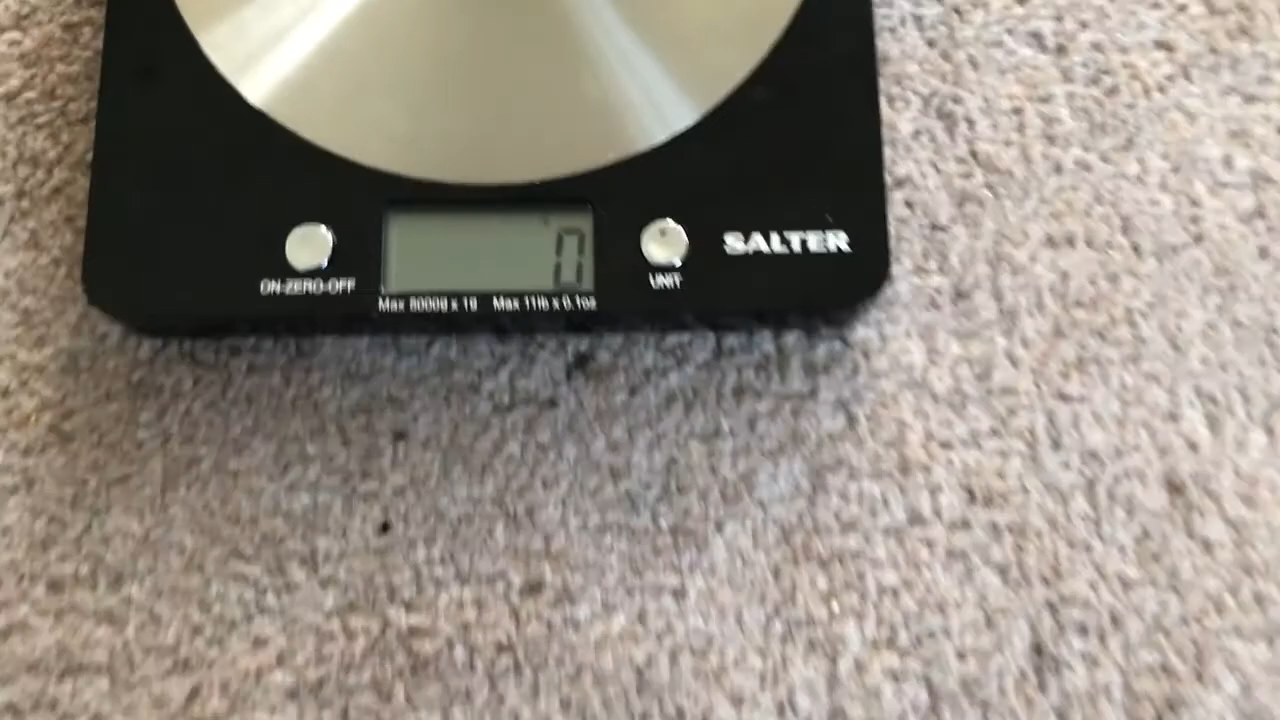 0
SALTER
ON·ZERO·OFF
UNIT
Max 5000g x 1g Max 11lb x 0.1oz